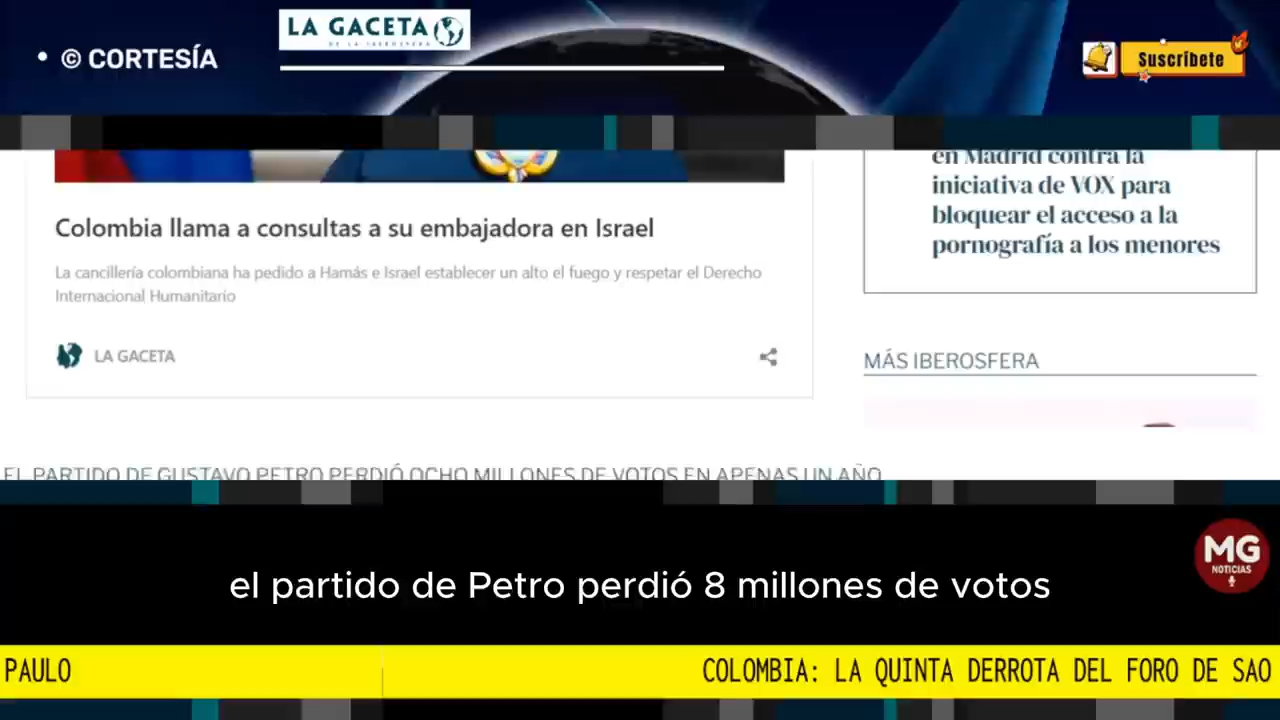 LA GACETA
DE LA IBEROSFERA
• © CORTESÍA
Suscríbete
en Madrid contra la
iniciativa de VOX para
bloquear el acceso a la
pornografía a los menores
Colombia llama a consultas a su embajadora en Israel
La cancillería colombiana ha pedido a Hamás e Israel establecer un alto el fuego y respetar el Derecho
Internacional Humanitario
LA GACETA
MÁS IBEROSFERA
EL PARTIDO DE GUSTAVO PETRO PERDIÓ OCHO MILLONES DE VOTOS EN APENAS UN AÑO
el partido de Petro perdió 8 millones de votos
MG
NOTICIAS
PAULO
COLOMBIA: LA QUINTA DERROTA DEL FORO DE SAO